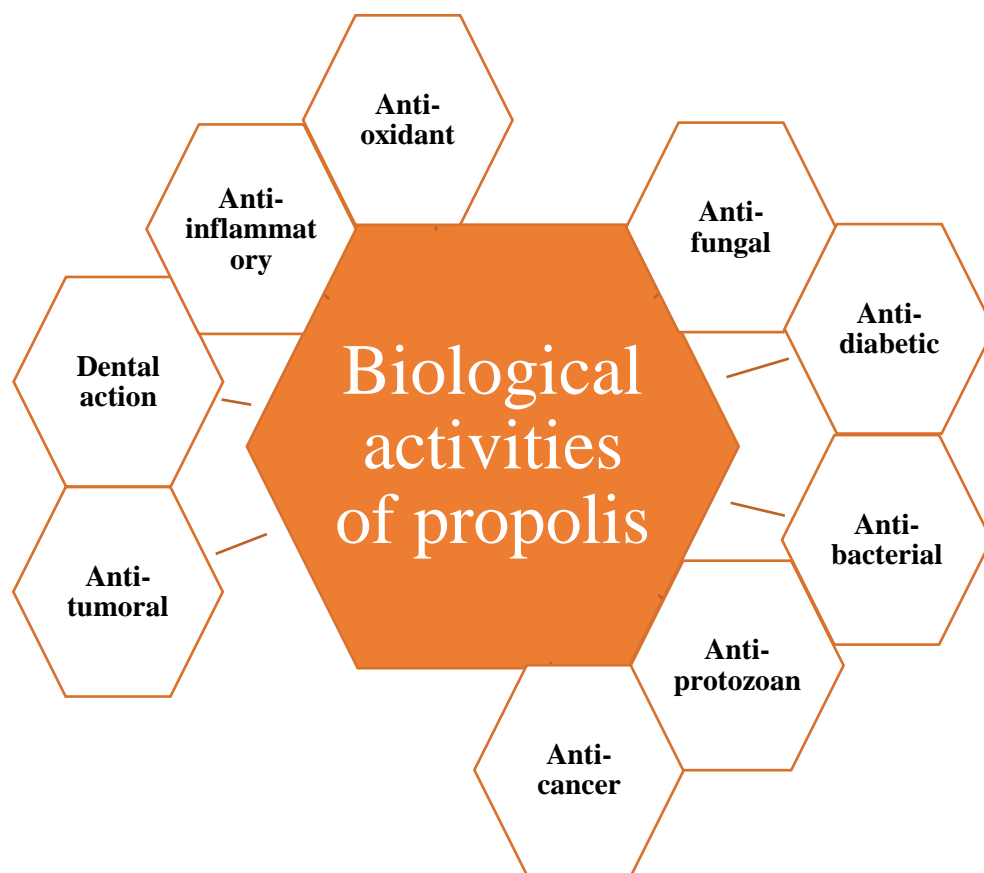 Anti-
oxidant
Anti-
inflammat
ory
Anti-
fungal
Anti-
diabetic
Dental
action
Biological
activities
of propolis
Anti-
bacterial
Anti-
tumoral
Anti-
protozoan
Anti-
cancer